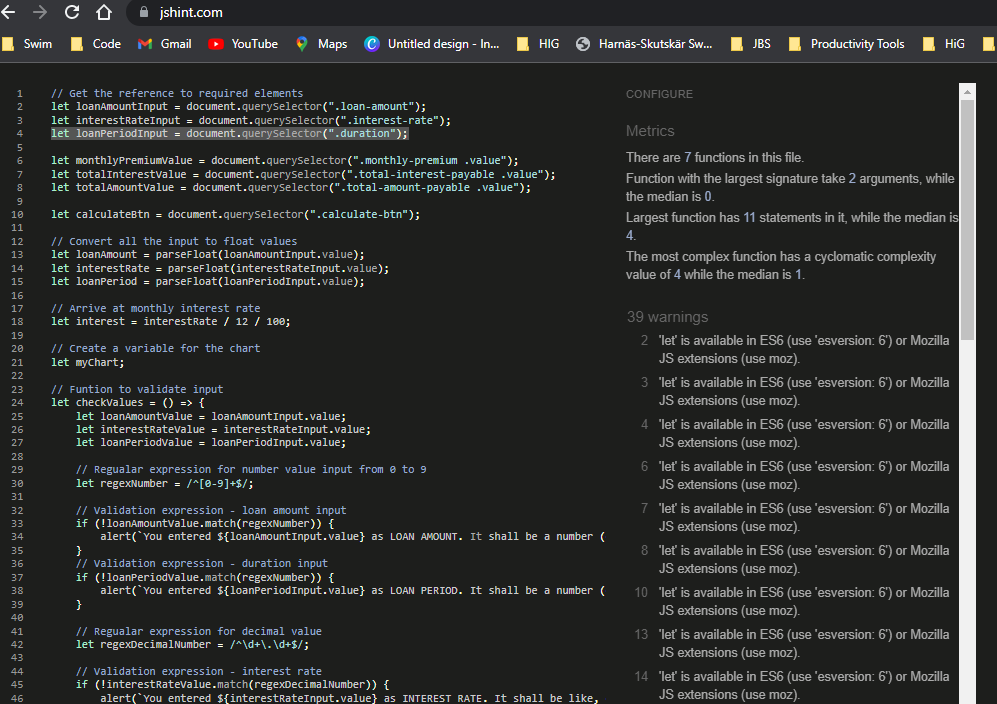 jshint.com
Swim Code Gmail YouTube Maps Untitled design - In... HIG Harnäs-Skutskär Sw... JBS Productivity Tools HiG
1 // Get the reference to required elements
2 let loanAmountInput = document.querySelector(".loan-amount");
3 let interestRateInput = document.querySelector(".interest-rate");
4 let loanPeriodInput = document.querySelector(".duration");
5
6 let monthlyPremiumValue = document.querySelector(".monthly-premium .value");
7 let totalInterestValue = document.querySelector(".total-interest-payable .value");
8 let totalAmountValue = document.querySelector(".total-amount-payable .value");
9
10 let calculateBtn = document.querySelector(".calculate-btn");
11
12 // Convert all the input to float values
13 let loanAmount = parseFloat(loanAmountInput.value);
14 let interestRate = parseFloat(interestRateInput.value);
15 let loanPeriod = parseFloat(loanPeriodInput.value);
16
17 // Arrive at monthly interest rate
18 let interest = interestRate / 12 / 100;
19
20 // Create a variable for the chart
21 let myChart;
22
23 // Funtion to validate input
24 let checkValues = () => {
25 let loanAmountValue = loanAmountInput.value;
26 let interestRateValue = interestRateInput.value;
27 let loanPeriodValue = loanPeriodInput.value;
28
29 // Regualar expression for number value input from 0 to 9
30 let regexNumber = /^[0-9]+$/;
31
32 // Validation expression - loan amount input
33 if (!loanAmountValue.match(regexNumber)) {
34 alert(`You entered ${loanAmountInput.value} as LOAN AMOUNT. It shall be a number (
35 }
36 // Validation expression - duration input
37 if (!loanPeriodValue.match(regexNumber)) {
38 alert(`You entered ${loanPeriodInput.value} as LOAN PERIOD. It shall be a number (
39 }
40
41 // Regualar expression for decimal value
42 let regexDecimalNumber = /^\d+\.\d+$/;
43
44 // Validation expression - interest rate
45 if (!interestRateValue.match(regexDecimalNumber)) {
46 alert(`You entered ${interestRateInput.value} as INTEREST RATE. It shall be like,
CONFIGURE
Metrics
There are 7 functions in this file.
Function with the largest signature take 2 arguments, while
the median is 0.
Largest function has 11 statements in it, while the median is
4.
The most complex function has a cyclomatic complexity
value of 4 while the median is 1.
39 warnings
2 'let' is available in ES6 (use 'esversion: 6') or Mozilla
JS extensions (use moz).
3 'let' is available in ES6 (use 'esversion: 6') or Mozilla
JS extensions (use moz).
4 'let' is available in ES6 (use 'esversion: 6') or Mozilla
JS extensions (use moz).
6 'let' is available in ES6 (use 'esversion: 6') or Mozilla
JS extensions (use moz).
7 'let' is available in ES6 (use 'esversion: 6') or Mozilla
JS extensions (use moz).
8 'let' is available in ES6 (use 'esversion: 6') or Mozilla
JS extensions (use moz).
10 'let' is available in ES6 (use 'esversion: 6') or Mozilla
JS extensions (use moz).
13 'let' is available in ES6 (use 'esversion: 6') or Mozilla
JS extensions (use moz).
14 'let' is available in ES6 (use 'esversion: 6') or Mozilla
JS extensions (use moz).